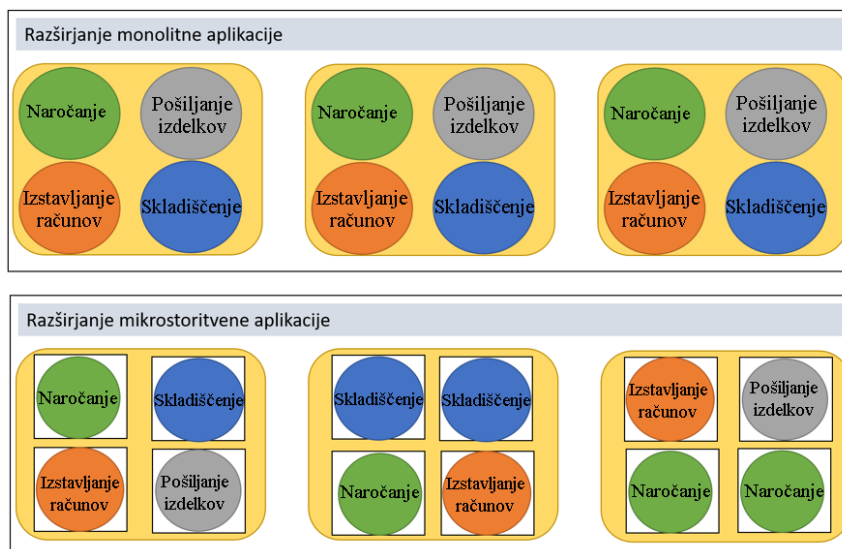 Razširjanje monolitne aplikacije
Naročanje
Pošiljanje
izdelkov
Izstavljanje
računov
Skladiščenje
Naročanje
Pošiljanje
izdelkov
Izstavljanje
računov
Skladiščenje
Naročanje
Pošiljanje
izdelkov
Izstavljanje
računov
Skladiščenje
Razširjanje mikrostoritvene aplikacije
Naročanje
Skladiščenje
Izstavljanje
računov
Pošiljanje
izdelkov
Skladiščenje
Skladiščenje
Naročanje
Izstavljanje
računov
Izstavljanje
računov
Pošiljanje
izdelkov
Naročanje
Naročanje